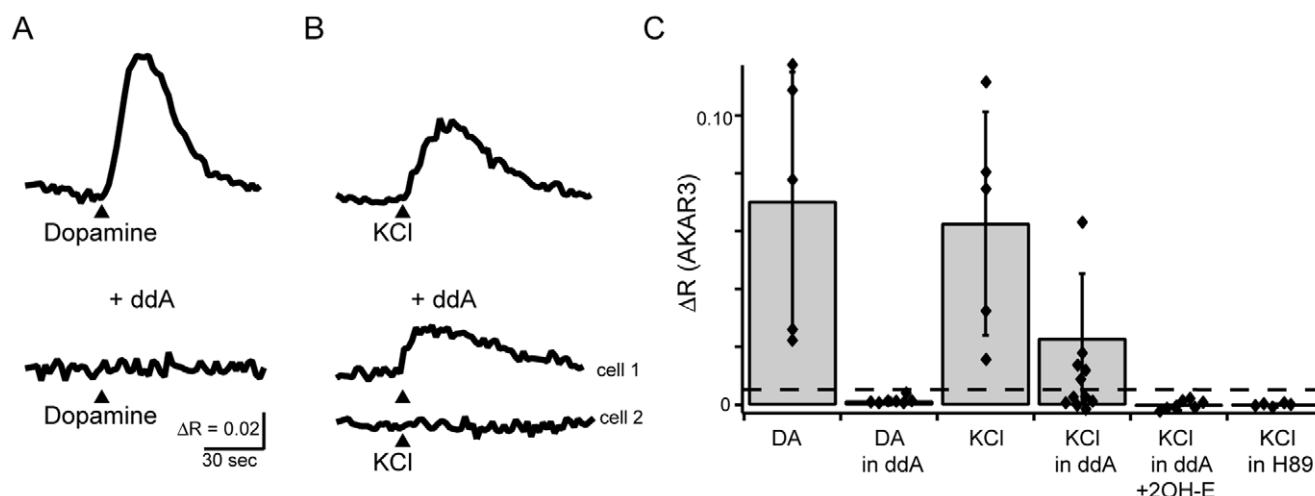 A
Dopamine
+ ddA
Dopamine
ΔR = 0.02
30 sec
B
KCl
+ ddA
cell 1
cell 2
KCl
C
ΔR (AKAR3)
0.10
0
DA
DA
in ddA
KCl
KCl
in ddA
KCl
in ddA
+2OH-E
KCl
in H89